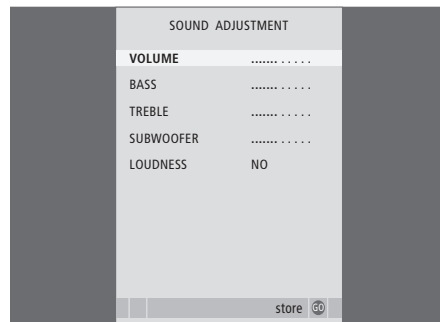 SOUND ADJUSTMENT
VOLUME ............
BASS ............
TREBLE ............
SUBWOOFER ............
LOUDNESS NO
store GO